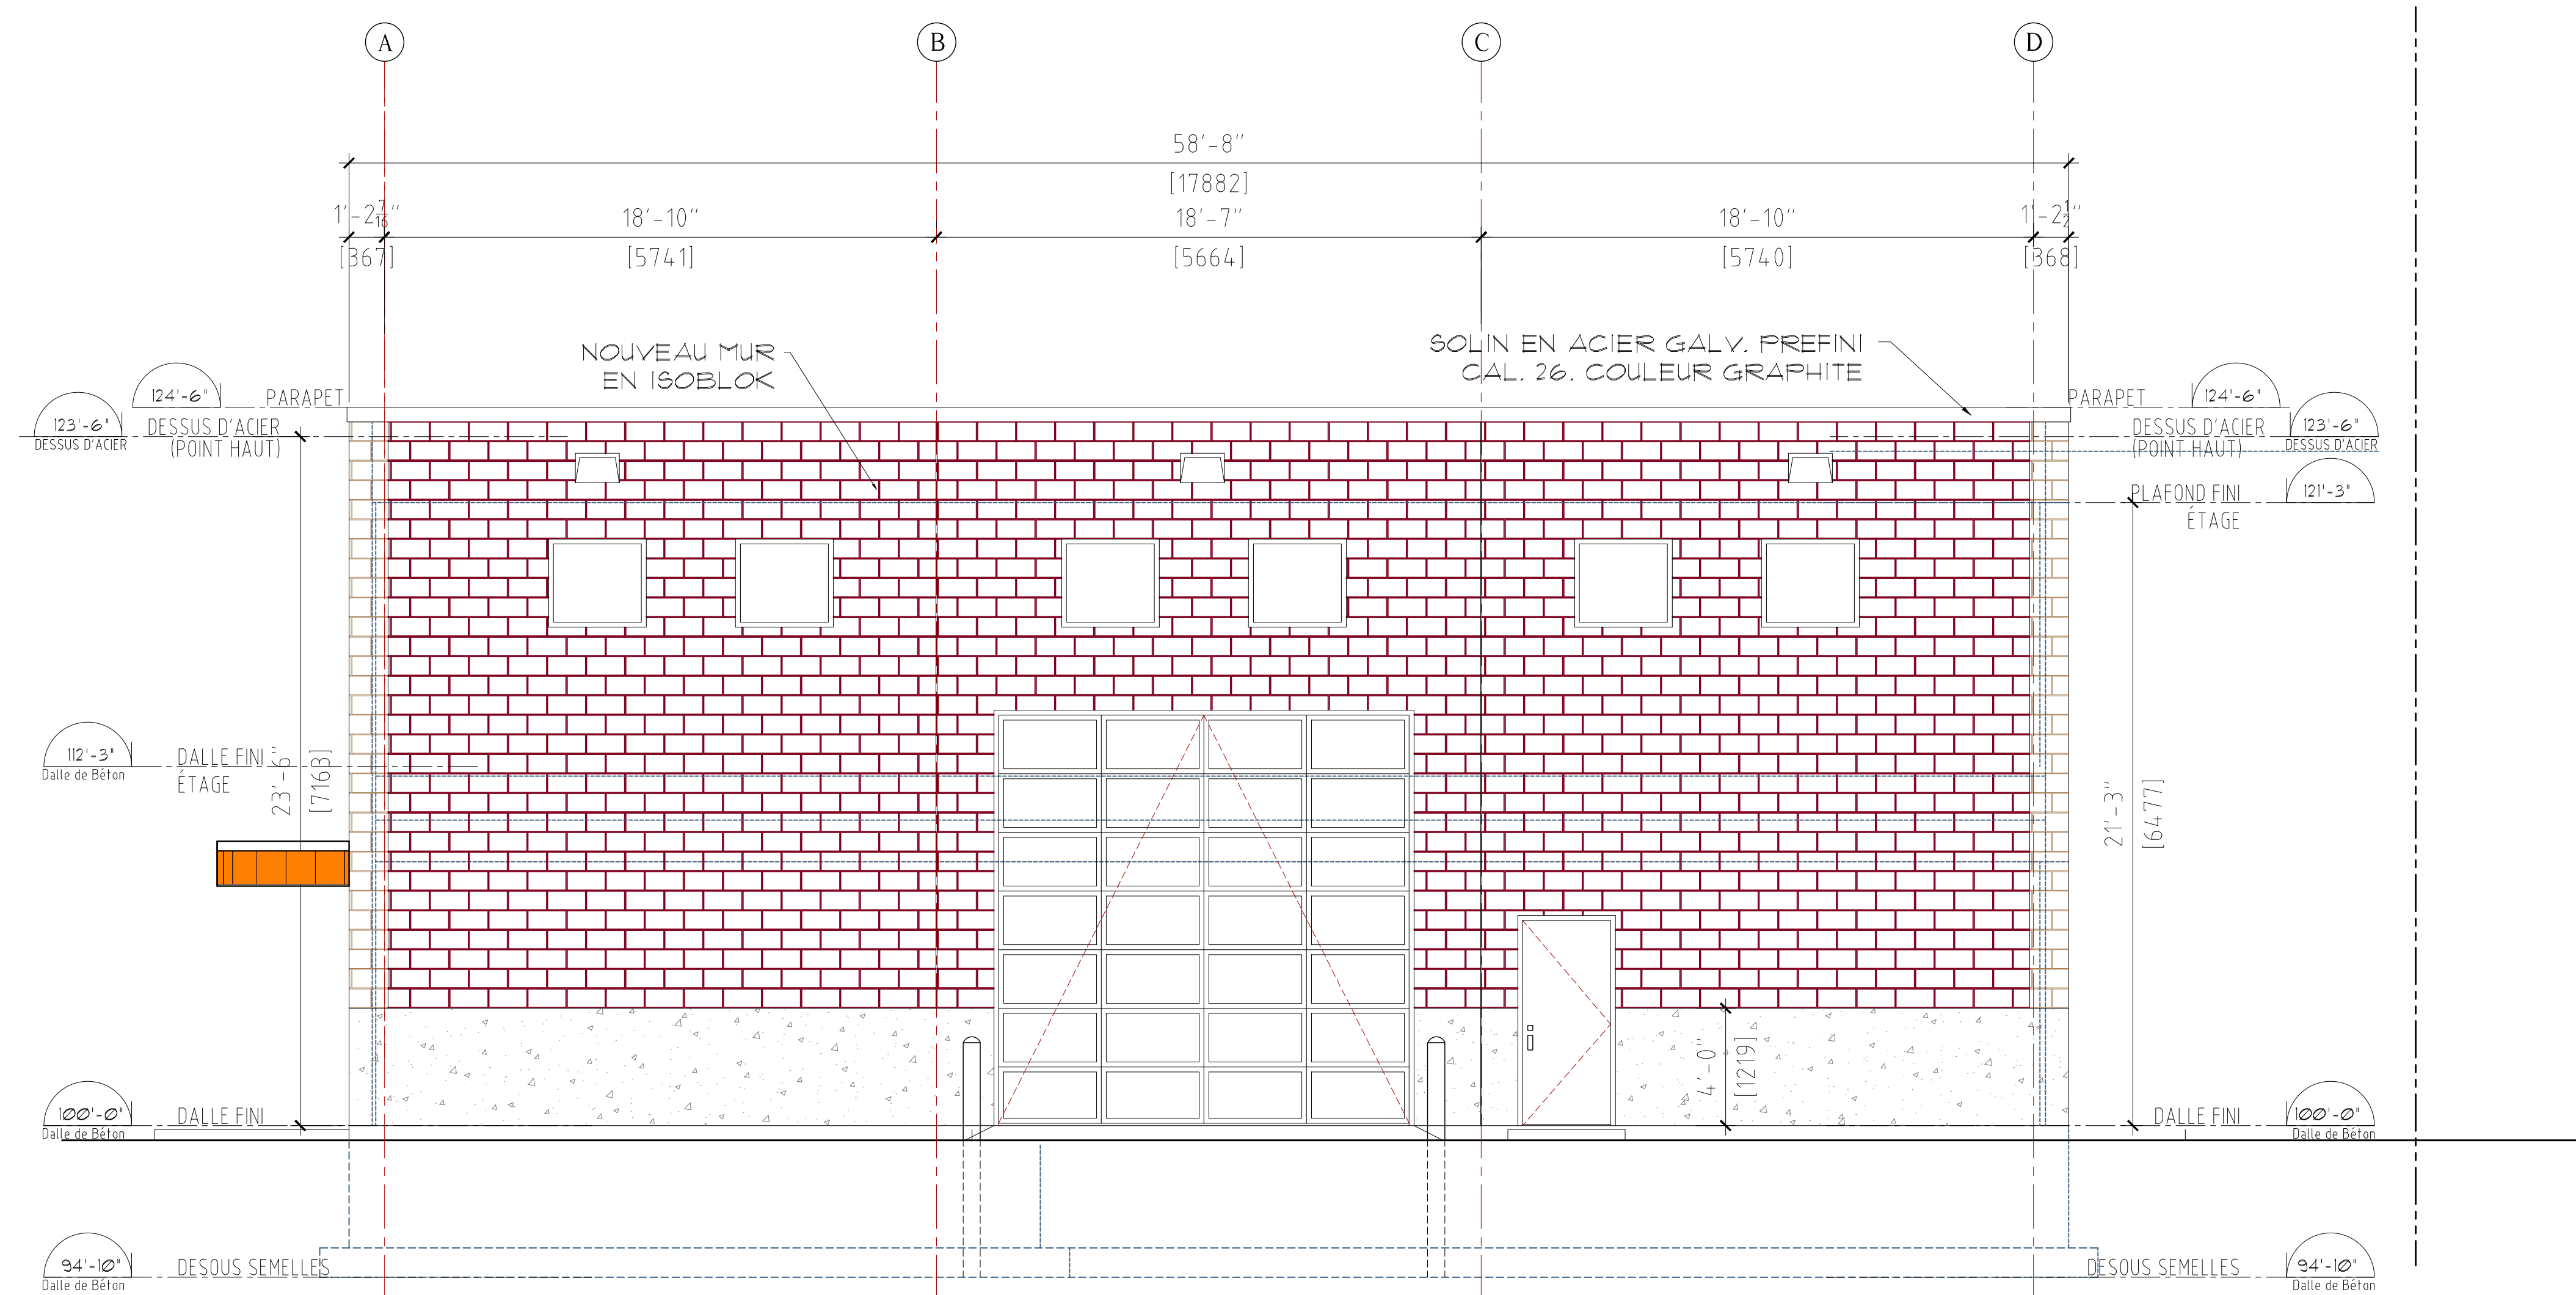 A B C D
58'-8"
[17882]
1'-2 7/16" 18'-10" 18'-7" 18'-10" 1'-2 1/2"
[367] [5741] [5664] [5740] [368]
NOUVEAU MUR
EN ISOBLOK
SOLIN EN ACIER GALV. PREFINI
CAL. 26. COULEUR GRAPHITE
124'-6" PARAPET
123'-6" DESSUS D'ACIER
DESSUS D'ACIER (POINT HAUT)
PARAPET 124'-6"
DESSUS D'ACIER 123'-6"
(POINT HAUT) DESSUS D'ACIER
PLAFOND FINI 121'-3"
ÉTAGE
112'-3" DALLE FINI
Dalle de Béton ÉTAGE
23'-6"
[7163]
21'-3"
[6477]
4'-0"
[1219]
100'-0" DALLE FINI
Dalle de Béton
DALLE FINI 100'-0"
Dalle de Béton
94'-10" DESOUS SEMELLES
Dalle de Béton
DESOUS SEMELLES 94'-10"
Dalle de Béton